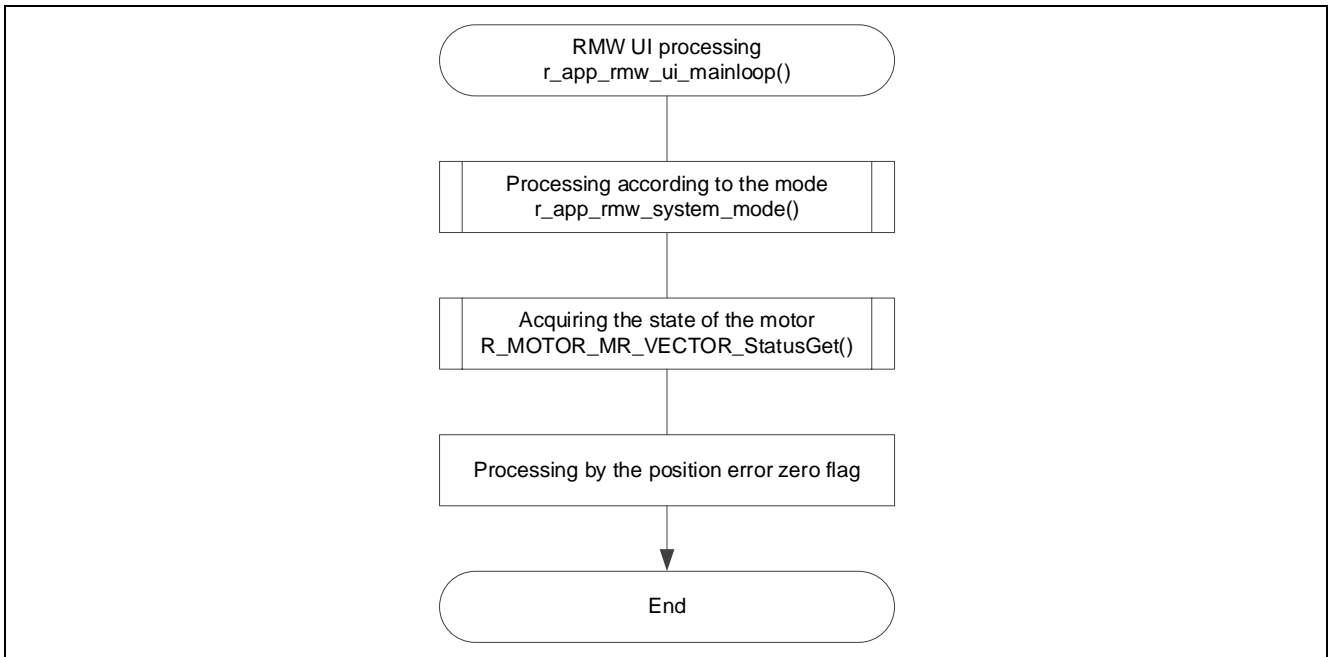 RMW UI processing
r_app_rmw_ui_mainloop()
Processing according to the mode
r_app_rmw_system_mode()
Acquiring the state of the motor
R_MOTOR_MR_VECTOR_StatusGet()
Processing by the position error zero flag
End